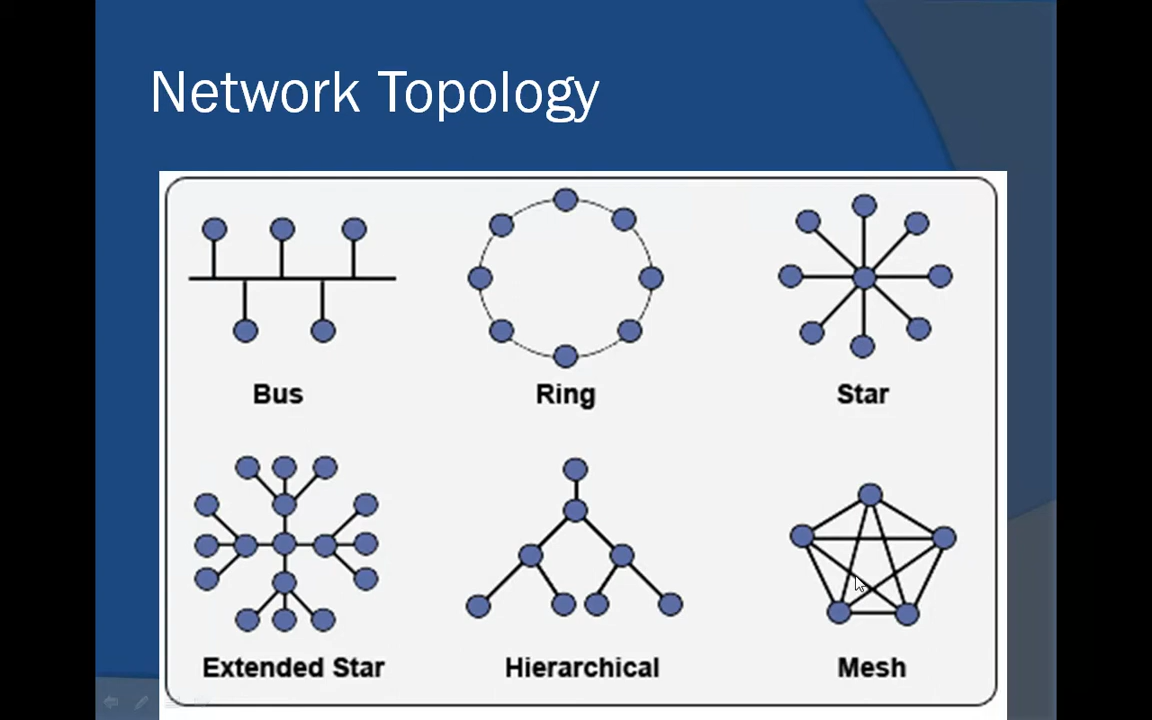 Network Topology
Bus
Ring
Star
Extended Star
Hierarchical
Mesh